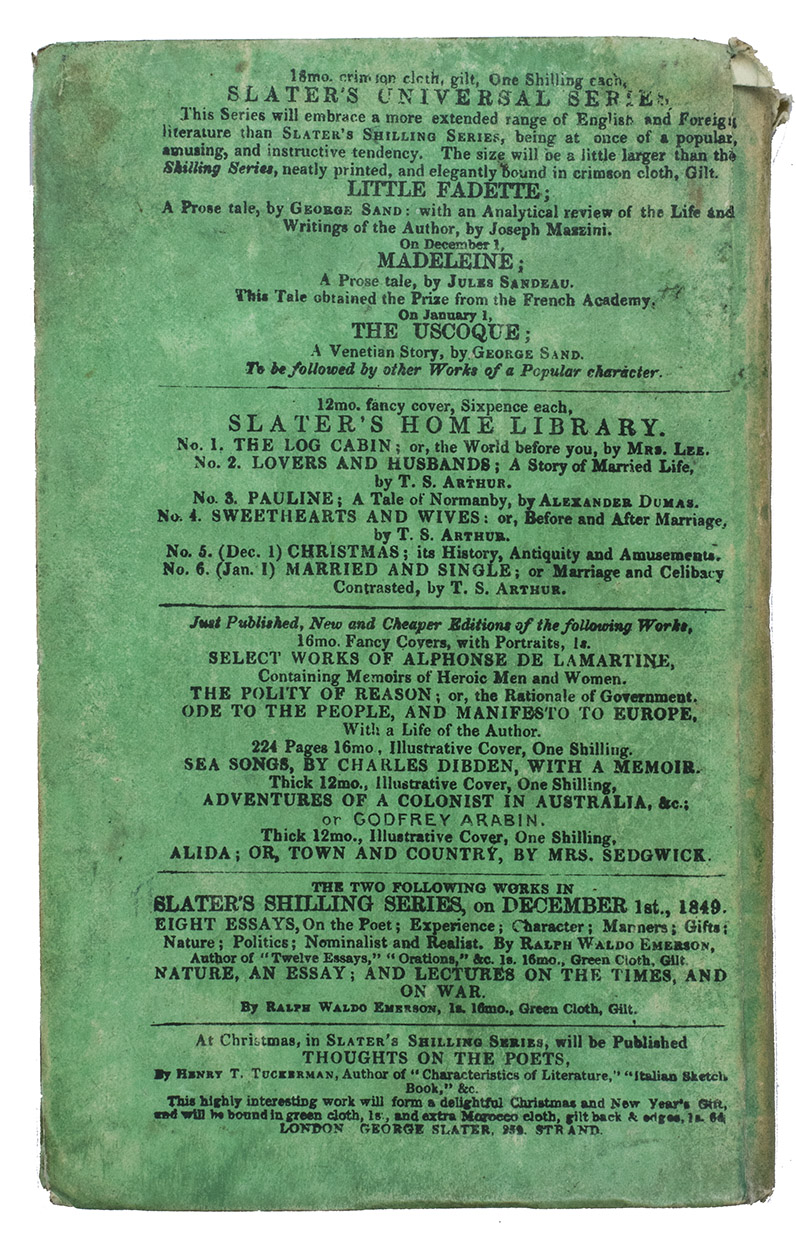 18mo. crimson cloth, gilt, One Shilling each,
SLATER'S UNIVERSAL SERIES,
This Series will embrace a more extended range of English and Foreign
literature than SLATER'S SHILLING SERIES, being at once of a popular,
amusing, and instructive tendency. The size will be a little larger than the
Shilling Series, neatly printed, and elegantly bound in crimson cloth, Gilt.
LITTLE FADETTE;
A Prose tale, by GEORGE SAND: with an Analytical review of the Life and
Writings of the Author, by Joseph Mazzini.
On December 1,
MADELEINE;
A Prose tale, by JULES SANDEAU.
This Tale obtained the Prize from the French Academy.
On January 1,
THE USCOQUE;
A Venetian Story, by GEORGE SAND.
To be followed by other Works of a Popular character.
12mo. fancy cover, Sixpence each,
SLATER'S HOME LIBRARY.
No. 1. THE LOG CABIN; or, the World before you, by MRS. LEE.
No. 2. LOVERS AND HUSBANDS; A Story of Married Life,
by T. S. ARTHUR.
No. 3. PAULINE; A Tale of Normanby, by ALEXANDER DUMAS.
No. 4. SWEETHEARTS AND WIVES: or, Before and After Marriage,
by T. S. ARTHUR.
No. 5. (Dec. 1) CHRISTMAS; its History, Antiquity and Amusements.
No. 6. (Jan. 1) MARRIED AND SINGLE; or Marriage and Celibacy
Contrasted, by T. S. ARTHUR.
Just Published, New and Cheaper Editions of the following Works,
16mo. Fancy Covers, with Portraits, 1s.
SELECT WORKS OF ALPHONSE DE LAMARTINE,
Containing Memoirs of Heroic Men and Women.
THE POLITY OF REASON; or, the Rationale of Government.
ODE TO THE PEOPLE, AND MANIFESTO TO EUROPE,
With a Life of the Author.
224 Pages 16mo, Illustrative Cover, One Shilling.
SEA SONGS, BY CHARLES DIBDEN, WITH A MEMOIR.
Thick 12mo., Illustrative Cover, One Shilling,
ADVENTURES OF A COLONIST IN AUSTRALIA, &c.;
or GODFREY ARABIN.
Thick 12mo., Illustrative Cover, One Shilling,
ALIDA; OR, TOWN AND COUNTRY, BY MRS. SEDGWICK.
THE TWO FOLLOWING WORKS IN
SLATER'S SHILLING SERIES, on DECEMBER 1st., 1849.
EIGHT ESSAYS, On the Poet; Experience; Character; Manners; Gifts;
Nature; Politics; Nominalist and Realist. By RALPH WALDO EMERSON,
Author of "Twelve Essays," "Orations," &c. 1s. 16mo., Green Cloth, Gilt.
NATURE, AN ESSAY; AND LECTURES ON THE TIMES, AND
ON WAR.
By RALPH WALDO EMERSON, 1s. 16mo., Green Cloth, Gilt.
At Christmas, in SLATER'S SHILLING SERIES, will be Published
THOUGHTS ON THE POETS,
By HENRY T. TUCKERMAN, Author of "Characteristics of Literature," "Italian Sketch
Book," &c.
This highly interesting work will form a delightful Christmas and New Year's Gift,
and will be bound in green cloth, 1s., and extra Morocco cloth, gilt back & edges, 1s. 6d.
LONDON GEORGE SLATER, 252. STRAND.